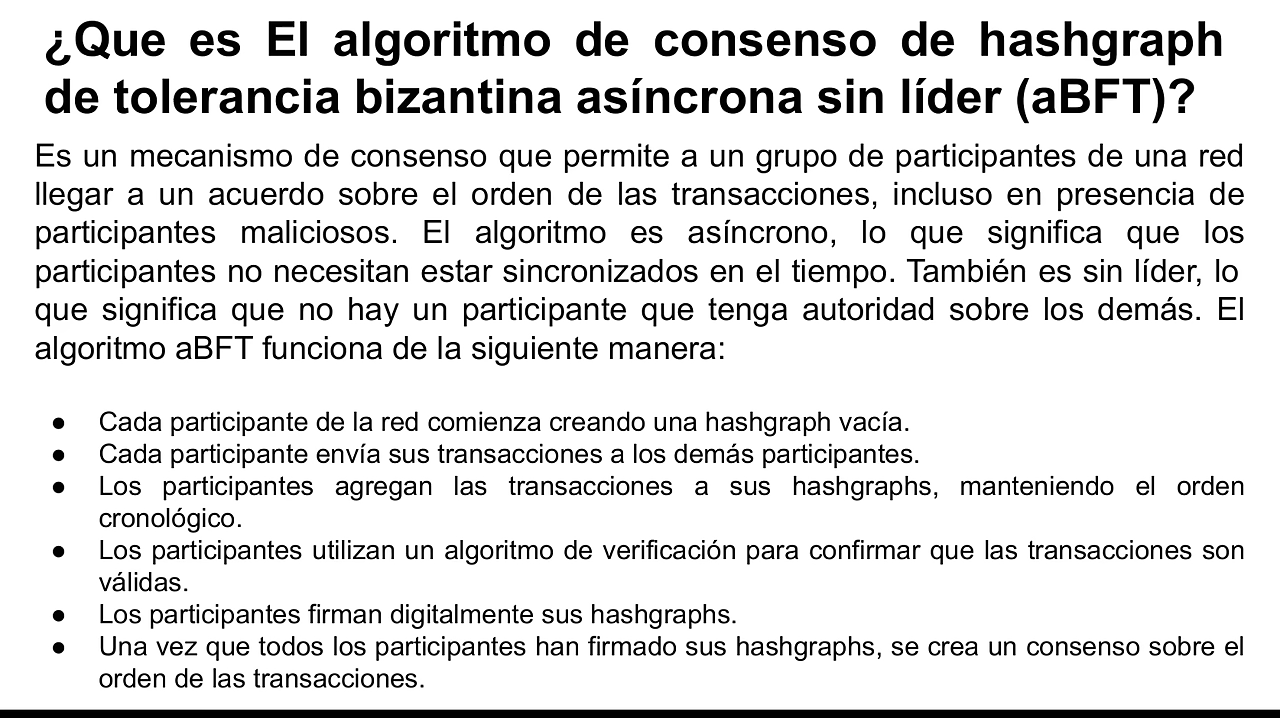 ¿Que es El algoritmo de consenso de hashgraph
de tolerancia bizantina asíncrona sin líder (aBFT)?
Es un mecanismo de consenso que permite a un grupo de participantes de una red
llegar a un acuerdo sobre el orden de las transacciones, incluso en presencia de
participantes maliciosos. El algoritmo es asíncrono, lo que significa que los
participantes no necesitan estar sincronizados en el tiempo. También es sin líder, lo
que significa que no hay un participante que tenga autoridad sobre los demás. El
algoritmo aBFT funciona de la siguiente manera:
● Cada participante de la red comienza creando una hashgraph vacía.
● Cada participante envía sus transacciones a los demás participantes.
● Los participantes agregan las transacciones a sus hashgraphs, manteniendo el orden
cronológico.
● Los participantes utilizan un algoritmo de verificación para confirmar que las transacciones son
válidas.
● Los participantes firman digitalmente sus hashgraphs.
● Una vez que todos los participantes han firmado sus hashgraphs, se crea un consenso sobre el
orden de las transacciones.